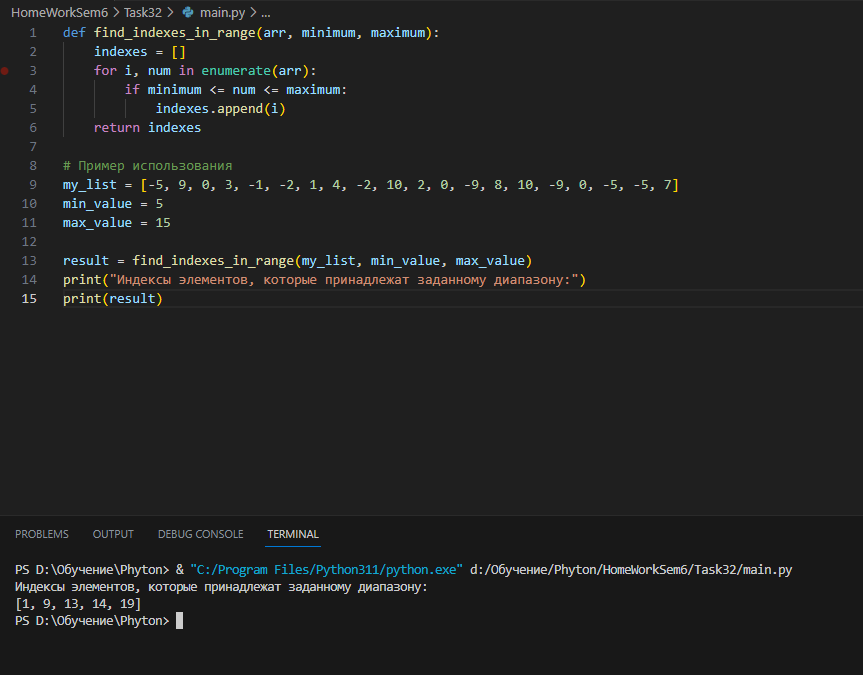 HomeWorkSem6 > Task32 > main.py > ...
1 def find_indexes_in_range(arr, minimum, maximum):
2     indexes = []
3     for i, num in enumerate(arr):
4         if minimum <= num <= maximum:
5             indexes.append(i)
6     return indexes
7
8 # Пример использования
9 my_list = [-5, 9, 0, 3, -1, -2, 1, 4, -2, 10, 2, 0, -9, 8, 10, -9, 0, -5, -5, 7]
10 min_value = 5
11 max_value = 15
12
13 result = find_indexes_in_range(my_list, min_value, max_value)
14 print("Индексы элементов, которые принадлежат заданному диапазону:")
15 print(result)
PROBLEMS OUTPUT DEBUG CONSOLE TERMINAL
PS D:\Обучение\Phyton> & "C:/Program Files/Python311/python.exe" d:/Обучение/Phyton/HomeWorkSem6/Task32/main.py
Индексы элементов, которые принадлежат заданному диапазону:
[1, 9, 13, 14, 19]
PS D:\Обучение\Phyton>